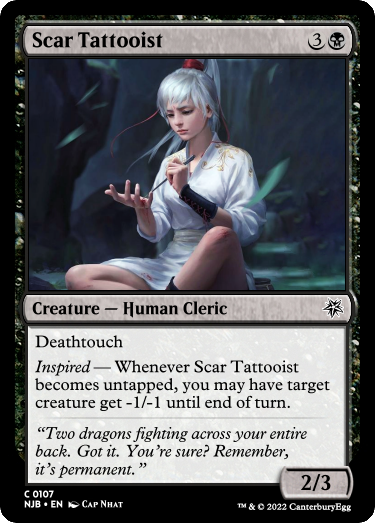 Scar Tattooist 3
Creature — Human Cleric
Deathtouch
Inspired — Whenever Scar Tattooist
becomes untapped, you may have target
creature get -1/-1 until end of turn.
“Two dragons fighting across your entire
back. Got it. You’re sure? Remember,
it’s permanent.”
2/3
C 0107
NJB • EN Cap Nhat
™ & © 2022 CanterburyEgg